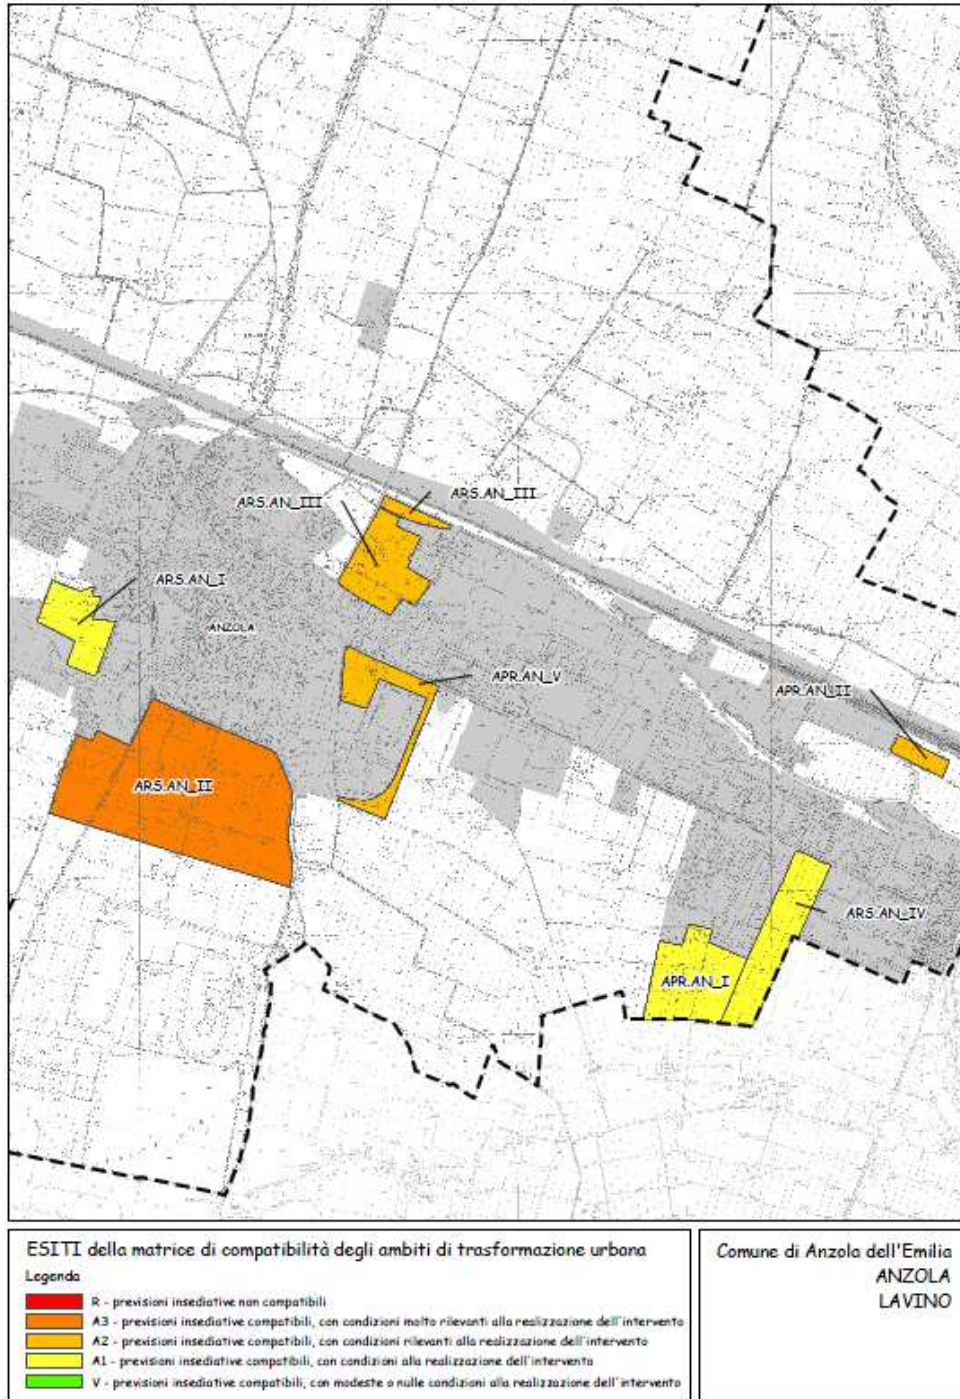 ARS.AN_III
ARS.AN_III
ARS.AN_I
ANZOLA
APR.AN_V
APR.AN_II
ARS.AN_II
ARS.AN_IV
APR.AN_I
ESITI della matrice di compatibilità degli ambiti di trasformazione urbana
Legenda
R - previsioni insediative non compatibili
A3 - previsioni insediative compatibili, con condizioni molto rilevanti alla realizzazione dell'intervento
A2 - previsioni insediative compatibili, con condizioni rilevanti alla realizzazione dell'intervento
A1 - previsioni insediative compatibili, con condizioni alla realizzazione dell'intervento
V - previsioni insediative compatibili, con modeste o nulle condizioni alla realizzazione dell'intervento
Comune di Anzola dell'Emilia
ANZOLA
LAVINO